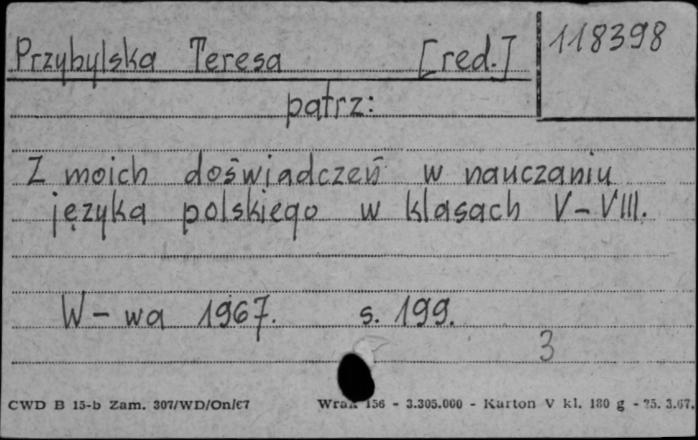 Przybylska Teresa [red.] 118398
patrz:
Z moich doświadczeń w nauczaniu
języka polskiego w klasach V-VIII.
W-wa 1967. s. 199.
3
CWD B 15-b Zam. 307/WD/On/67 156 - 3.305.000 - Karton V kl. 180 g - 25. 3.67.